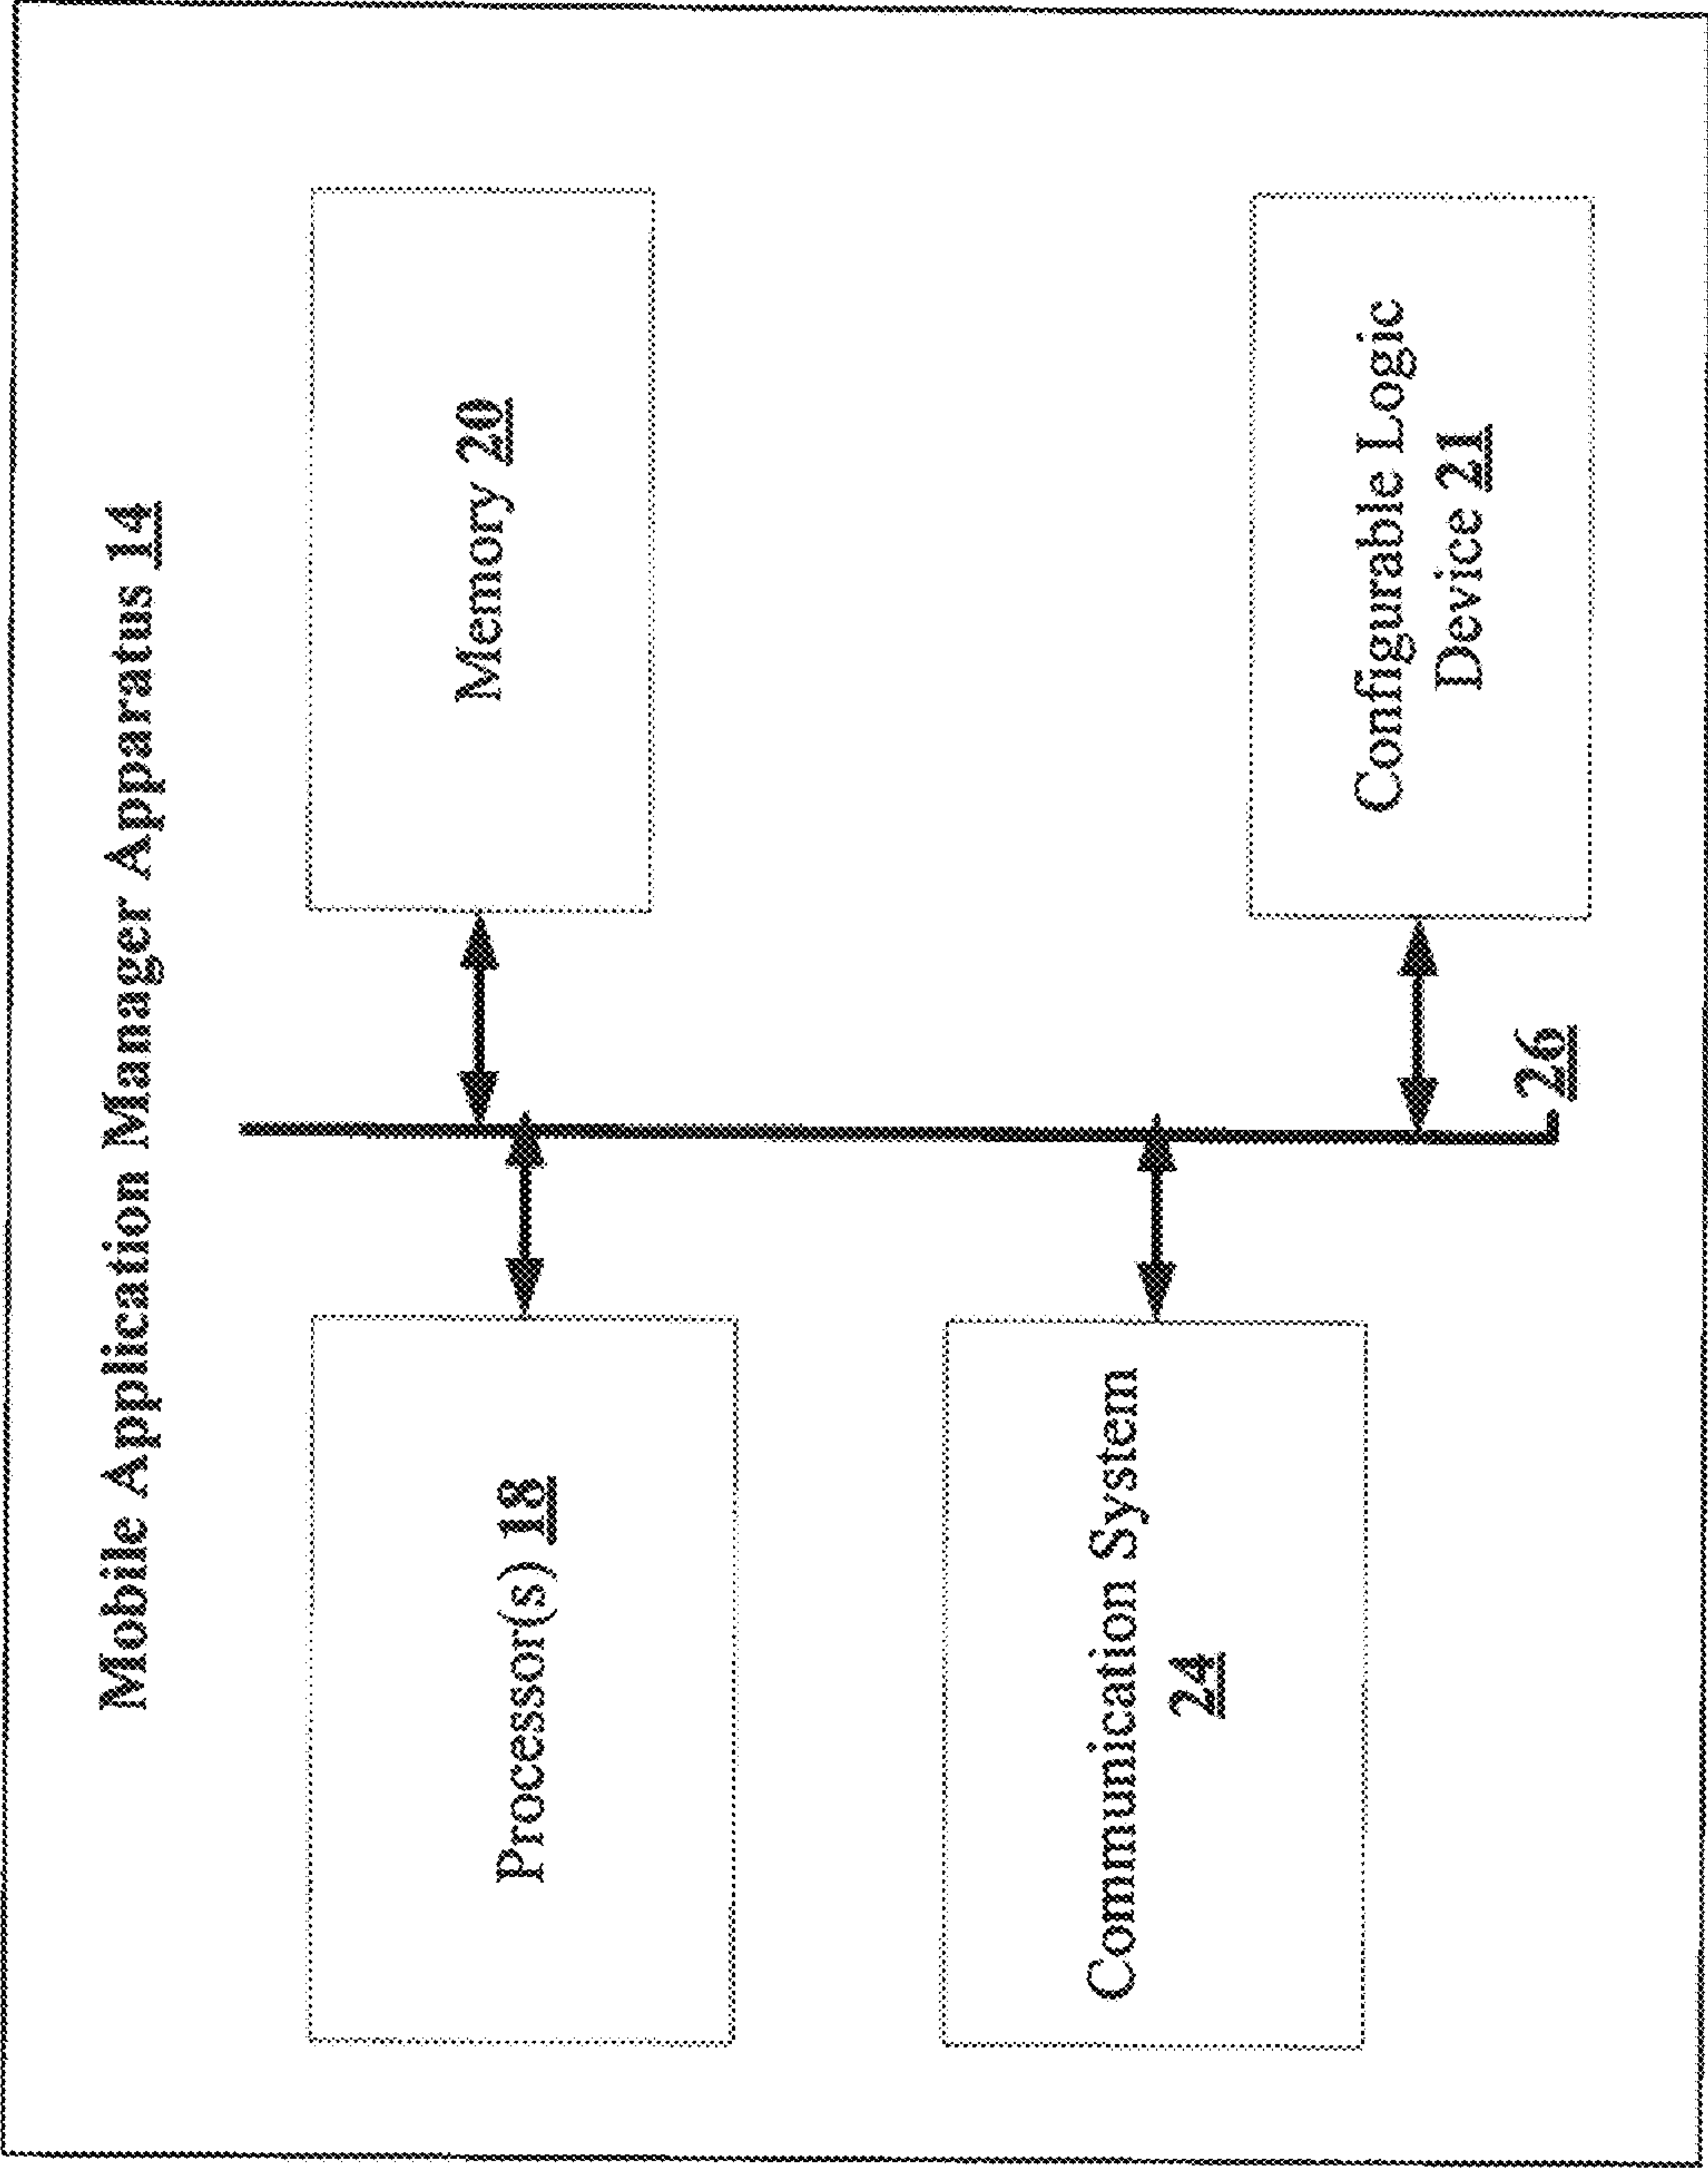 Mobile Application Manager Apparatus 14
Processor(s) 18
Memory 20
Communication System
24
Configurable Logic
Device 21
26